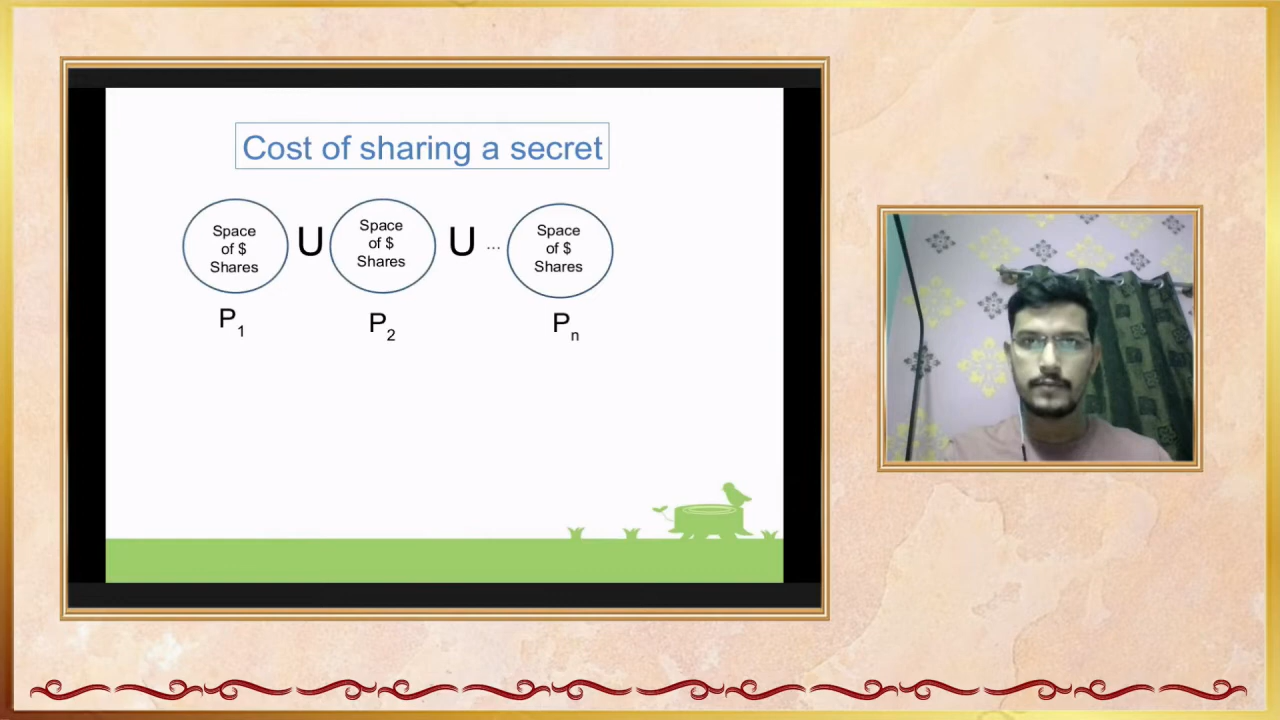 Cost of sharing a secret
Space
of $
Shares
U
Space
of $
Shares
U
...
Space
of $
Shares
P1
P2
Pn